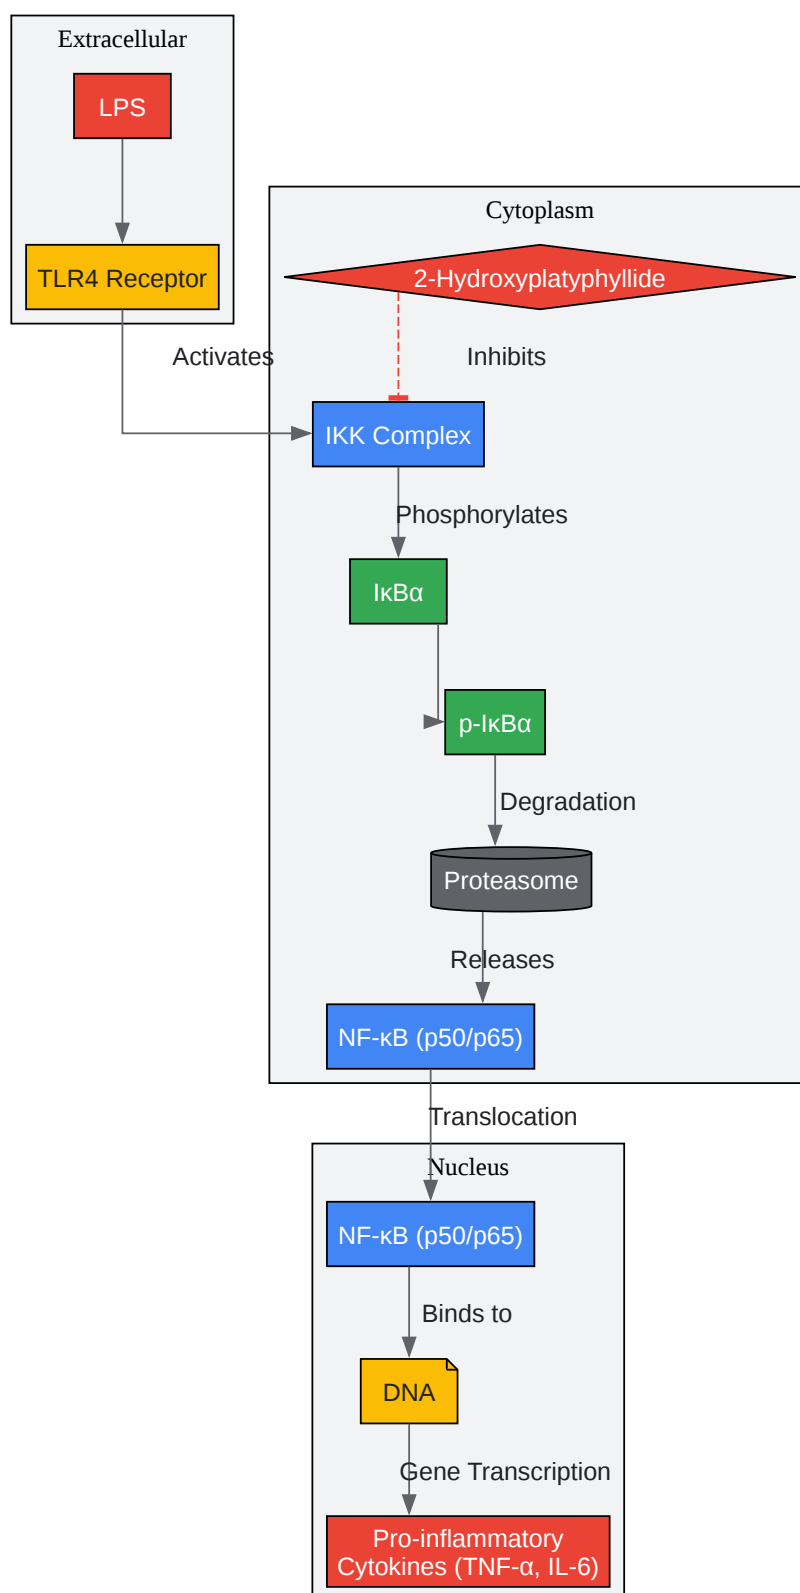 Extracellular
LPS
TLR4 Receptor
Cytoplasm
2-Hydroxyplatyphyllide
Activates
Inhibits
IKK Complex
Phosphorylates
IκBα
p-IκBα
Degradation
Proteasome
Releases
NF-κB (p50/p65)
Translocation
Nucleus
NF-κB (p50/p65)
Binds to
DNA
Gene Transcription
Pro-inflammatory
Cytokines (TNF-α, IL-6)